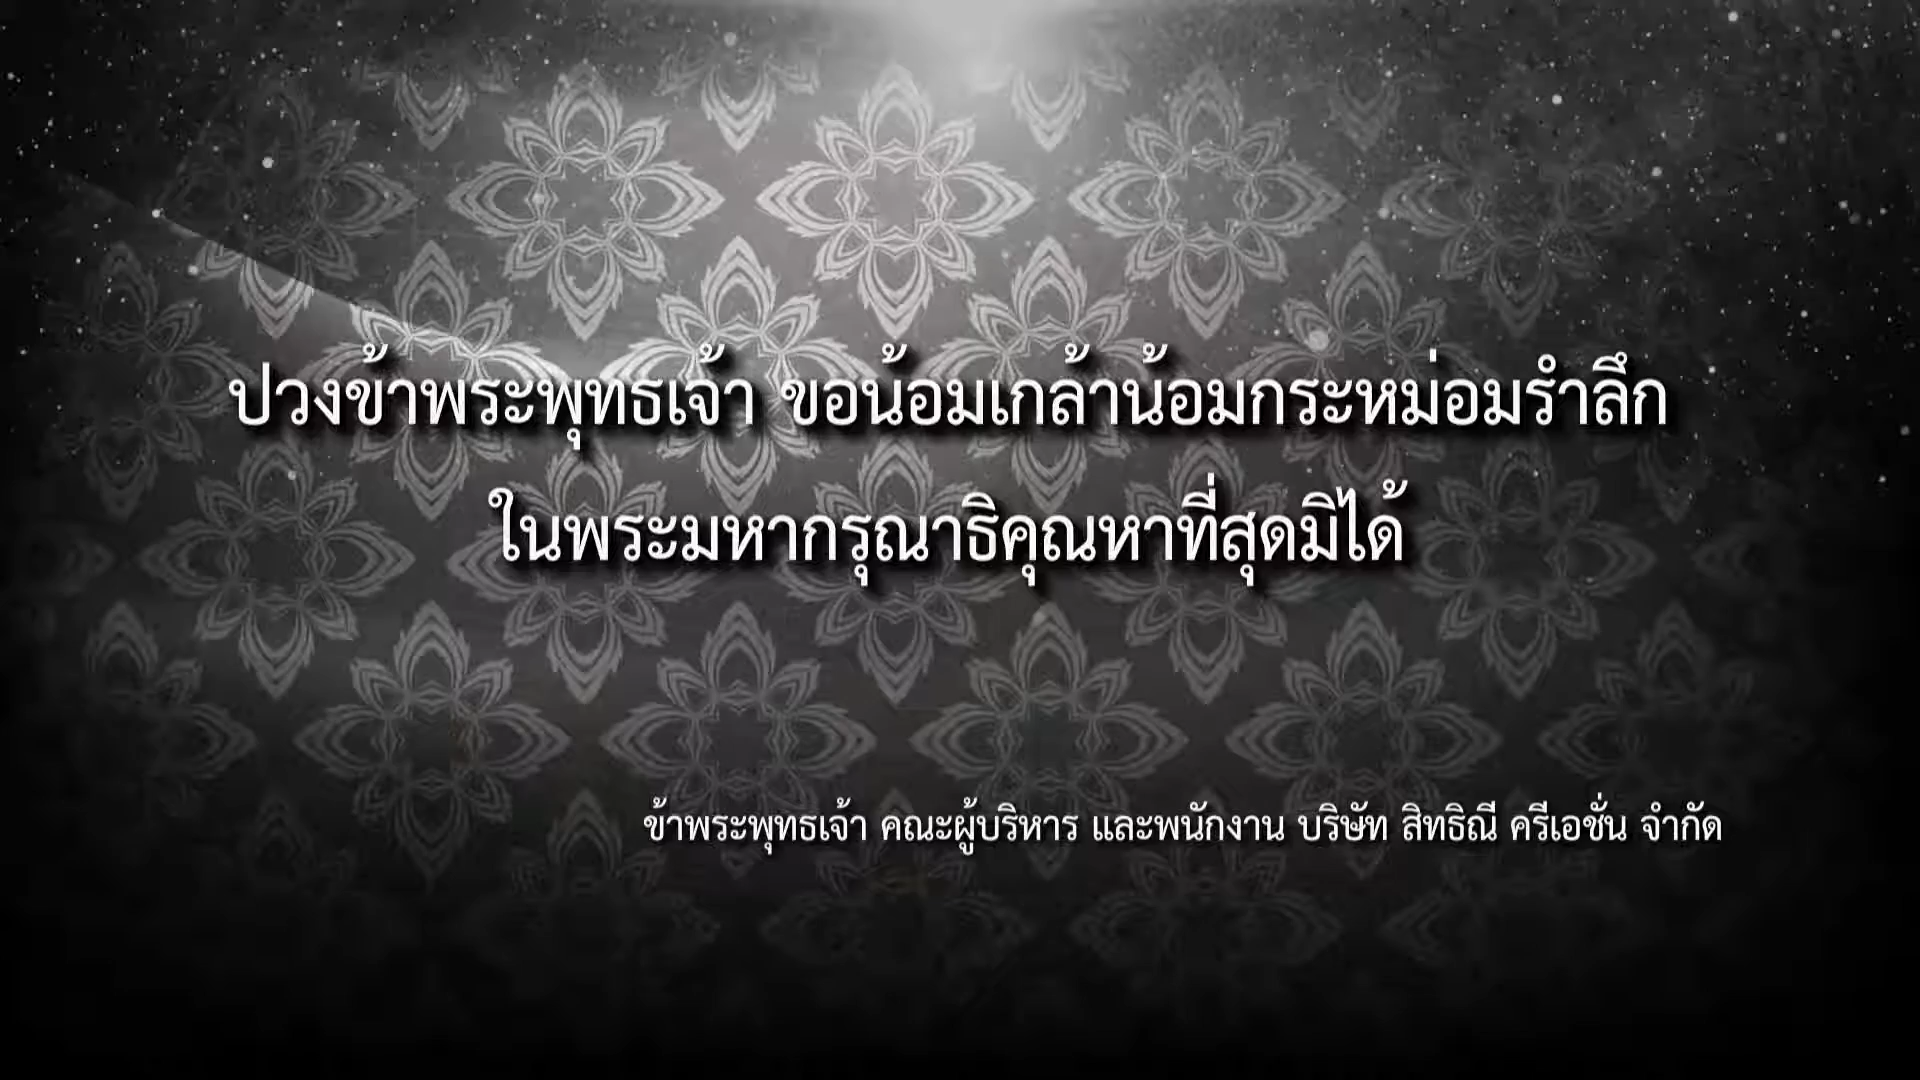 ปวงข้าพระพุทธเจ้า ขอน้อมเกล้าน้อมกระหม่อมรำลึก
ในพระมหากรุณาธิคุณหาที่สุดมิได้
ข้าพระพุทธเจ้า คณะผู้บริหาร และพนักงาน บริษัท สิทธิณี ครีเอชั่น จำกัด